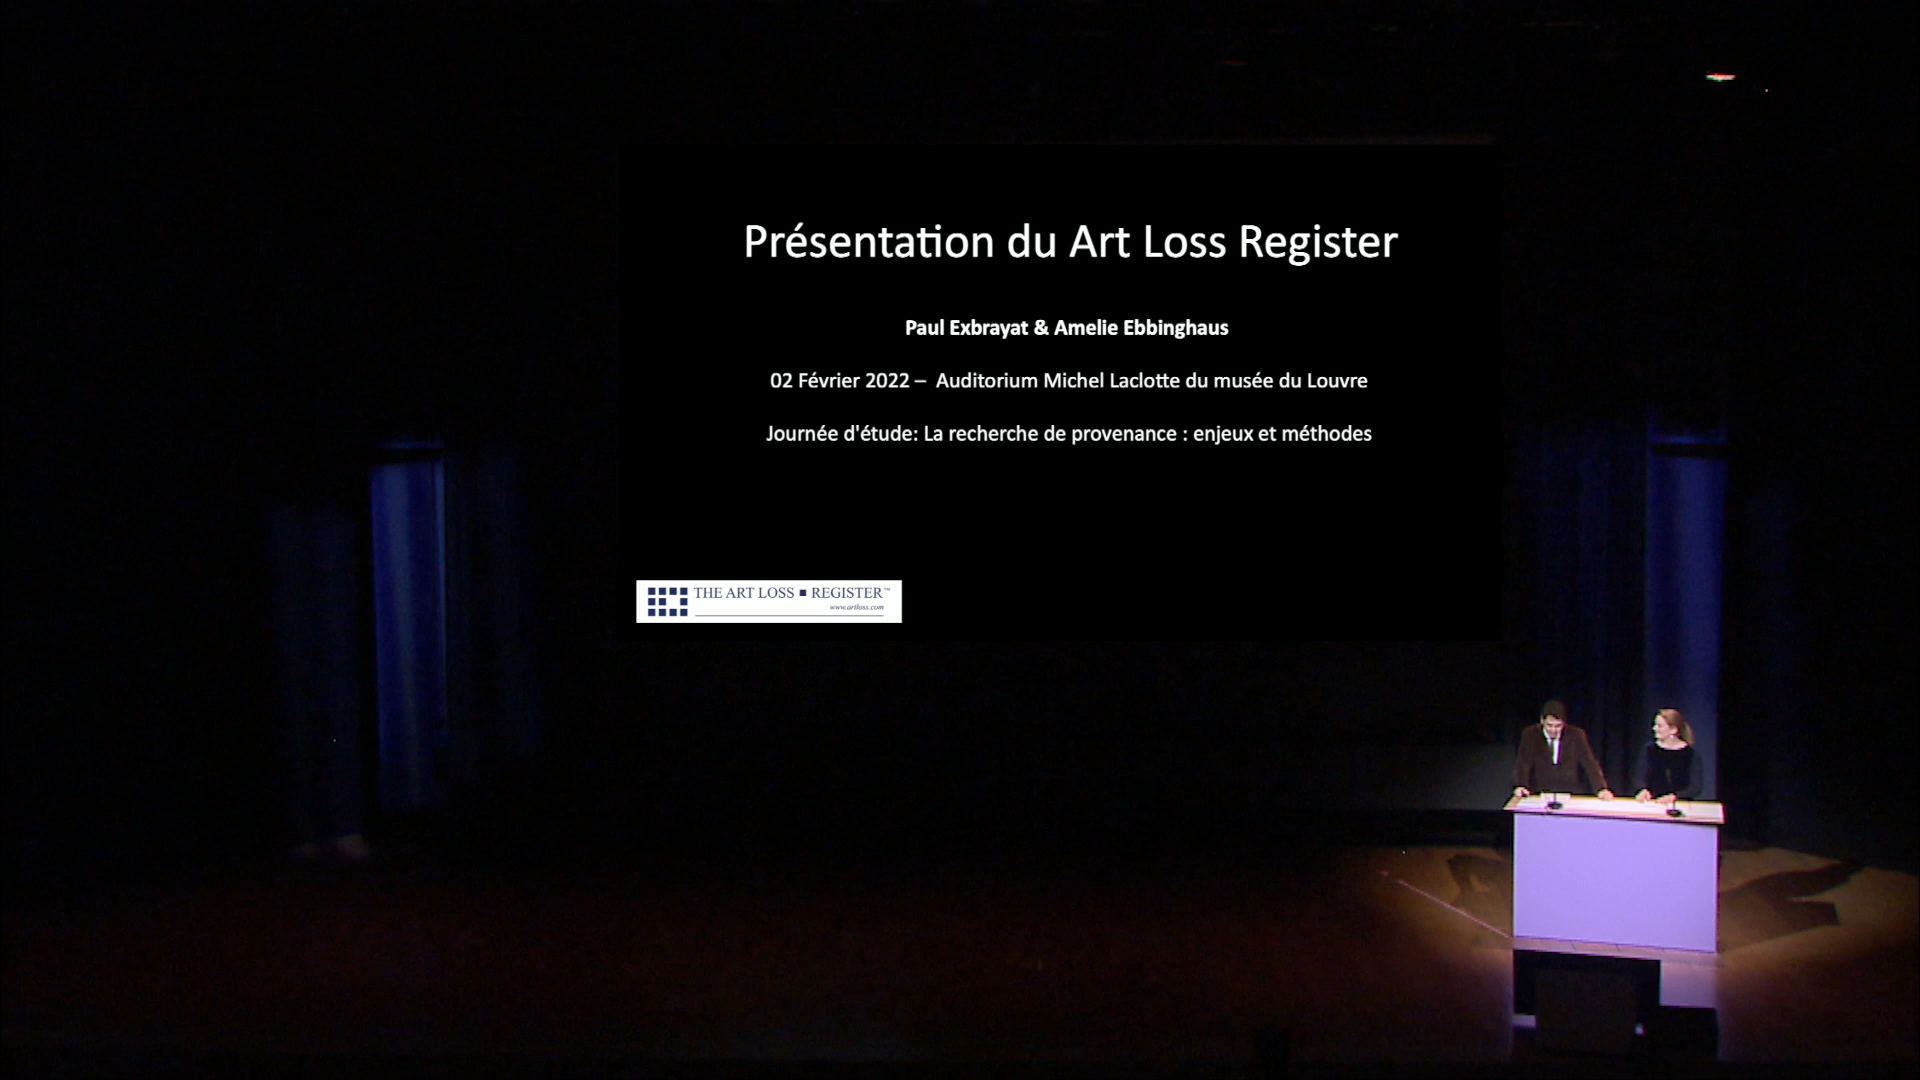 Présentation du Art Loss Register
Paul Exbrayat & Amelie Ebbinghaus
02 Février 2022 – Auditorium Michel Laclotte du musée du Louvre
Journée d'étude: La recherche de provenance : enjeux et méthodes
THE ART LOSS ■ REGISTER™
www.artloss.com